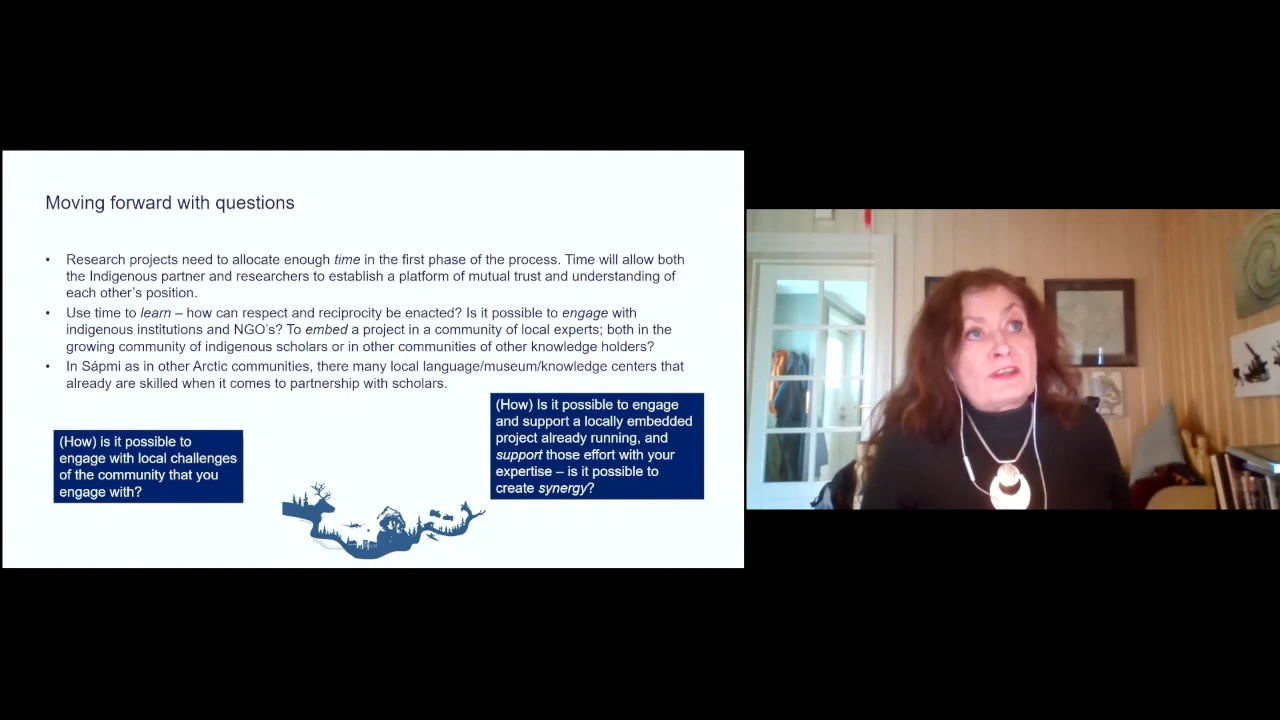 Moving forward with questions
• Research projects need to allocate enough time in the first phase of the process. Time will allow both
the Indigenous partner and researchers to establish a platform of mutual trust and understanding of
each other's position.
• Use time to learn – how can respect and reciprocity be enacted? Is it possible to engage with
indigenous institutions and NGO's? To embed a project in a community of local experts; both in the
growing community of indigenous scholars or in other communities of other knowledge holders?
• In Sápmi as in other Arctic communities, there many local language/museum/knowledge centers that
already are skilled when it comes to partnership with scholars.
(How) is it possible to
engage with local challenges
of the community that you
engage with?
(How) Is it possible to engage
and support a locally embedded
project already running, and
support those effort with your
expertise – is it possible to
create synergy?